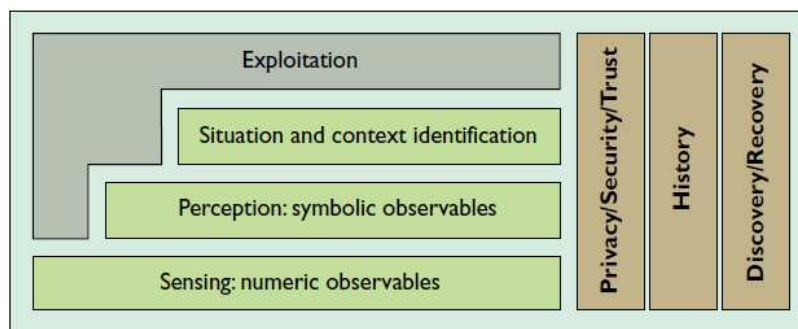 Exploitation
Situation and context identification
Perception: symbolic observables
Sensing: numeric observables
Privacy/Security/Trust
History
Discovery/Recovery